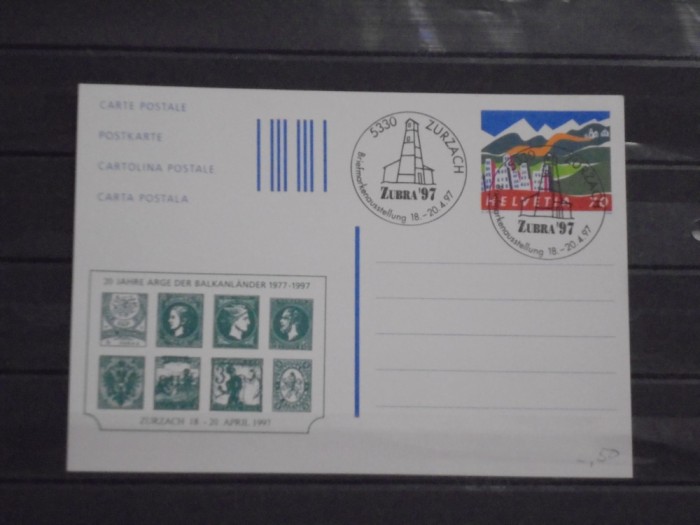 CARTE POSTALE
POSTKARTE
CARTOLINA POSTALE
CARTA POSTALA
5330 ZURZACH
ZUBRA '97
Briefmarkenausstellung 18.-20.4.97
HELVETIA 70
ZUBRA '97
20 JAHRE ARGE DER BALKANLÄNDER 1977-1997
ZURZACH 18 - 20 APRIL 1997